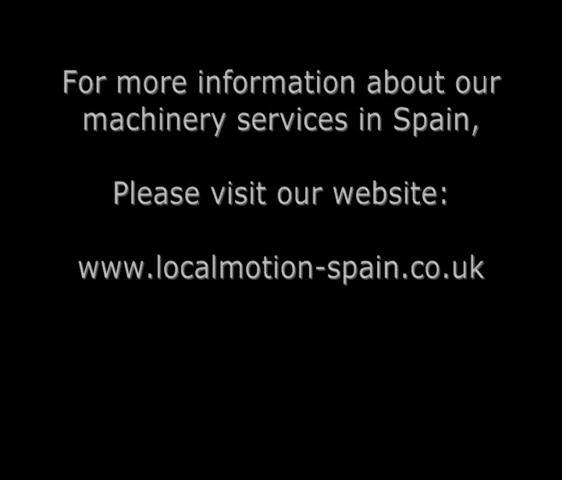 For more information about our
machinery services in Spain,
Please visit our website:
www.localmotion-spain.co.uk